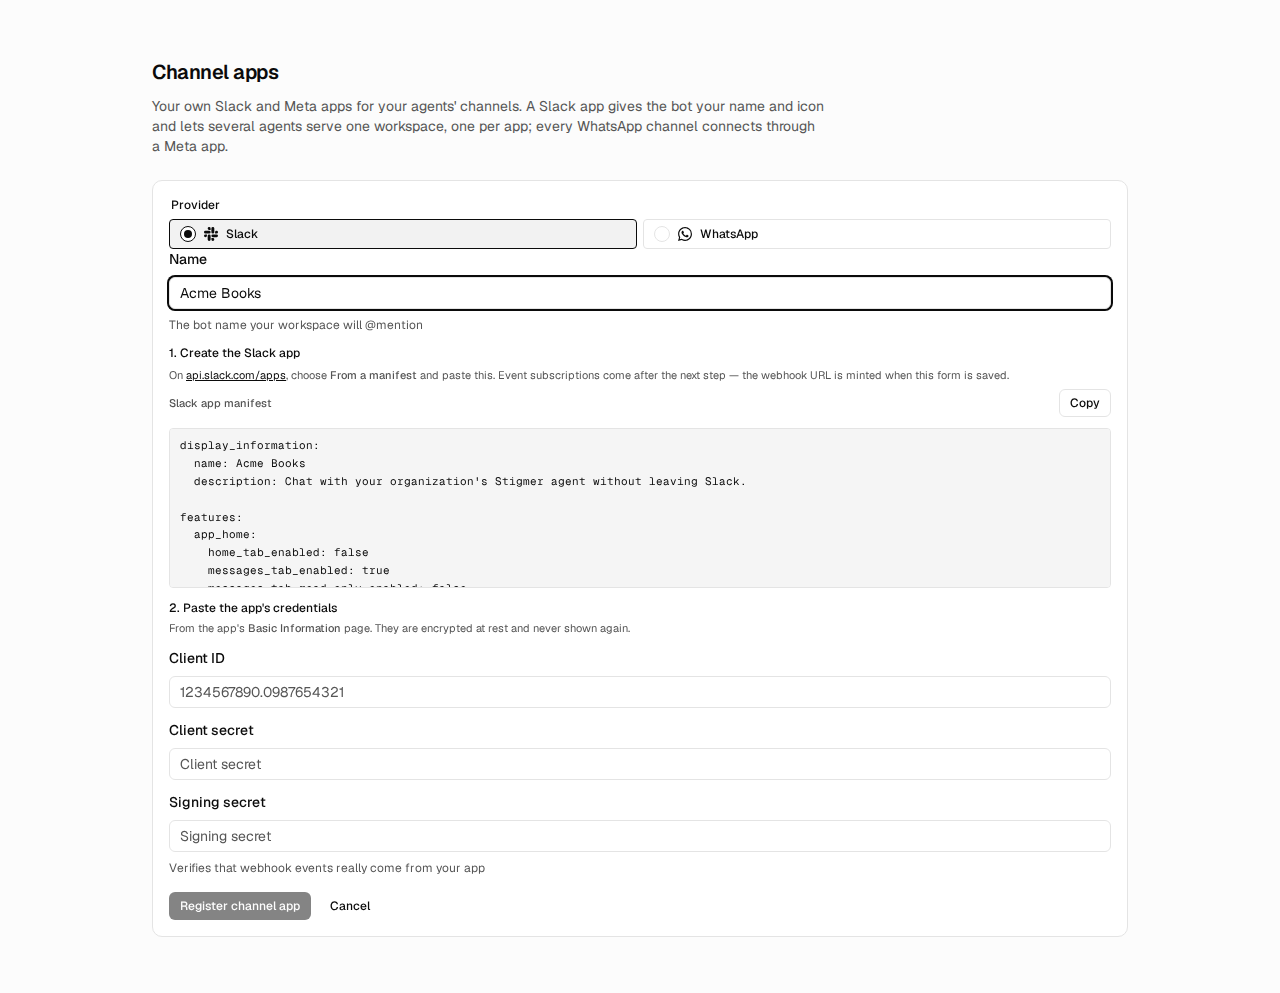 Channel apps
Your own Slack and Meta apps for your agents' channels. A Slack app gives the bot your name and icon
and lets several agents serve one workspace, one per app; every WhatsApp channel connects through
a Meta app.
Provider
Slack
WhatsApp
Name
Acme Books
The bot name your workspace will @mention
1. Create the Slack app
On api.slack.com/apps, choose From a manifest and paste this. Event subscriptions come after the next step — the webhook URL is minted when this form is saved.
Slack app manifest
Copy
display_information:
  name: Acme Books
  description: Chat with your organization's Stigmer agent without leaving Slack.
features:
  app_home:
    home_tab_enabled: false
    messages_tab_enabled: true
    messages_tab_read_only_enabled: false
2. Paste the app's credentials
From the app's Basic Information page. They are encrypted at rest and never shown again.
Client ID
1234567890.0987654321
Client secret
Client secret
Signing secret
Signing secret
Verifies that webhook events really come from your app
Register channel app
Cancel